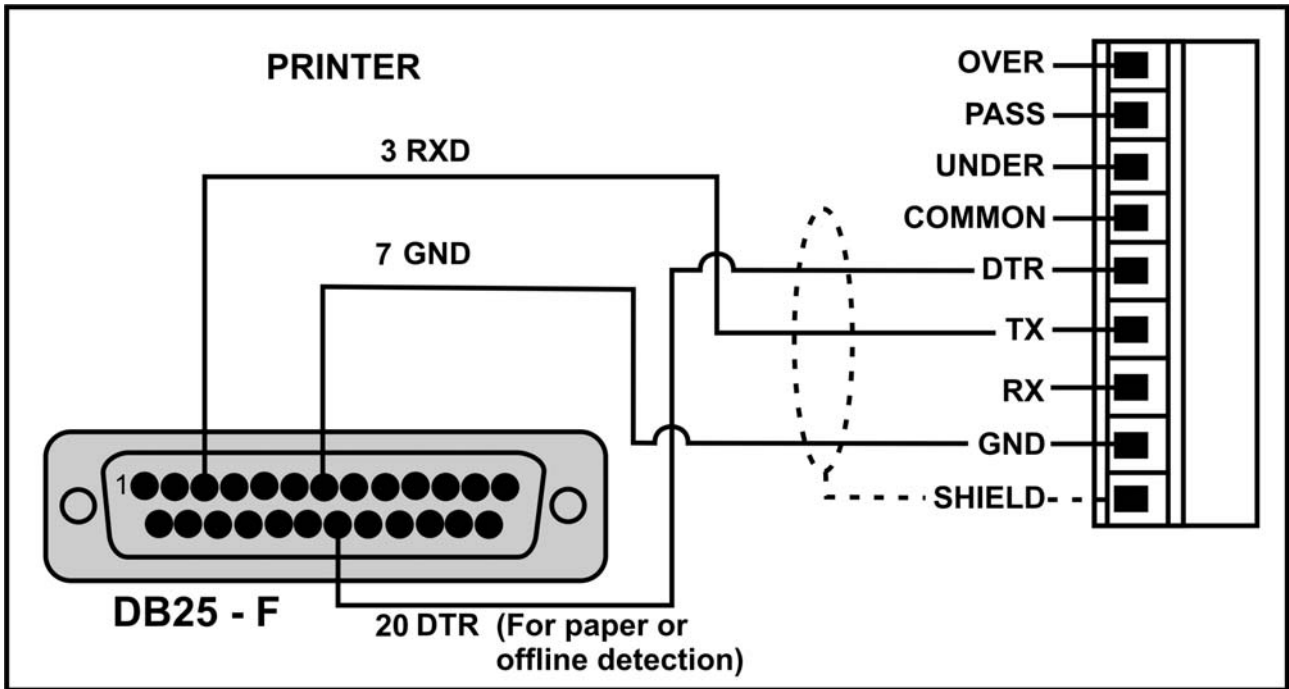 PRINTER
OVER
PASS
3 RXD
UNDER
COMMON
7 GND
DTR
TX
RX
GND
1
SHIELD
DB25 - F
20 DTR (For paper or
offline detection)